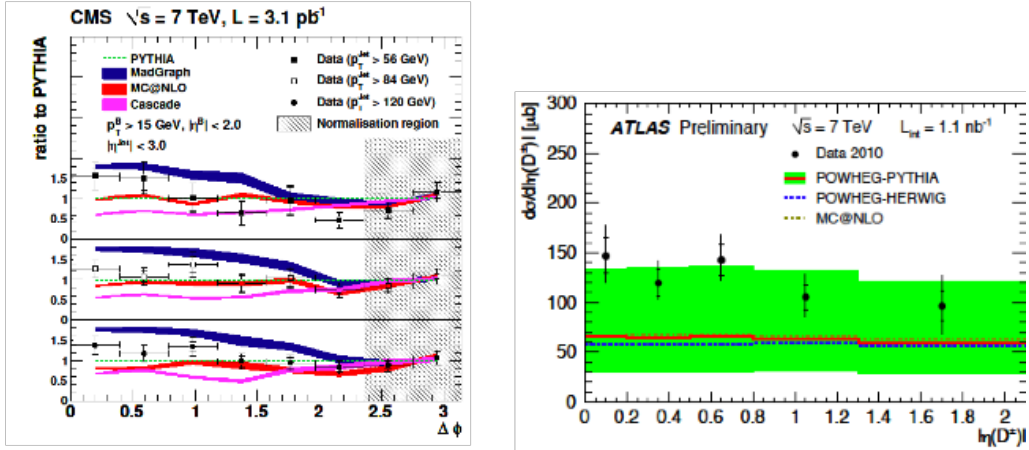 CMS √s = 7 TeV, L = 3.1 pb⁻¹
ratio to PYTHIA
PYTHIA
MadGraph
MC@NLO
Cascade
p_T^B > 15 GeV, |η^B| < 2.0
|η^Jet| < 3.0
Data (p_T^Jet > 56 GeV)
Data (p_T^Jet > 84 GeV)
Data (p_T^Jet > 120 GeV)
Normalisation region
1.5
1
0.5
0
1.5
1
0.5
0
1.5
1
0.5
0 0.5 1 1.5 2 2.5 3
Δ ϕ
dσ/d|η(D±)| [μb]
300
250
200
150
100
50
0
ATLAS Preliminary √s = 7 TeV L_int = 1.1 nb⁻¹
Data 2010
POWHEG-PYTHIA
POWHEG-HERWIG
MC@NLO
0 0.2 0.4 0.6 0.8 1 1.2 1.4 1.6 1.8 2
|η(D±)|